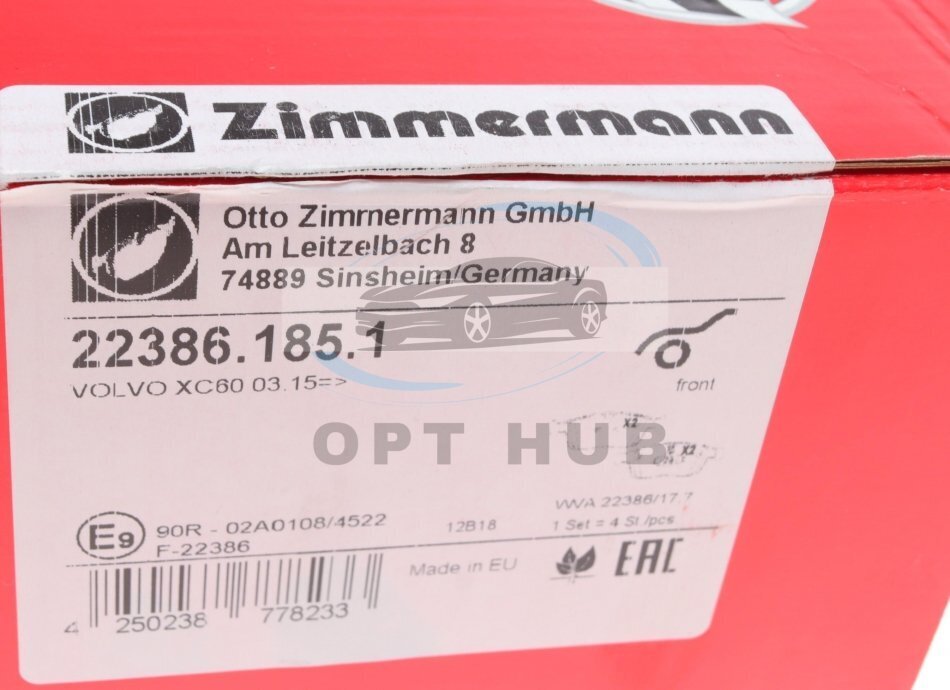 Zimmermann
Otto Zimmermann GmbH
Am Leitzelbach 8
74889 Sinsheim/Germany
22386.185.1
VOLVO XC60 03.15=>
front
OPT HUB
X2
X2
WVA 22386/17,7
E9
90R - 02A0108/4522
12B18
1 Set = 4 St./pcs
F-22386
Made in EU
EAC
4 250238 778233